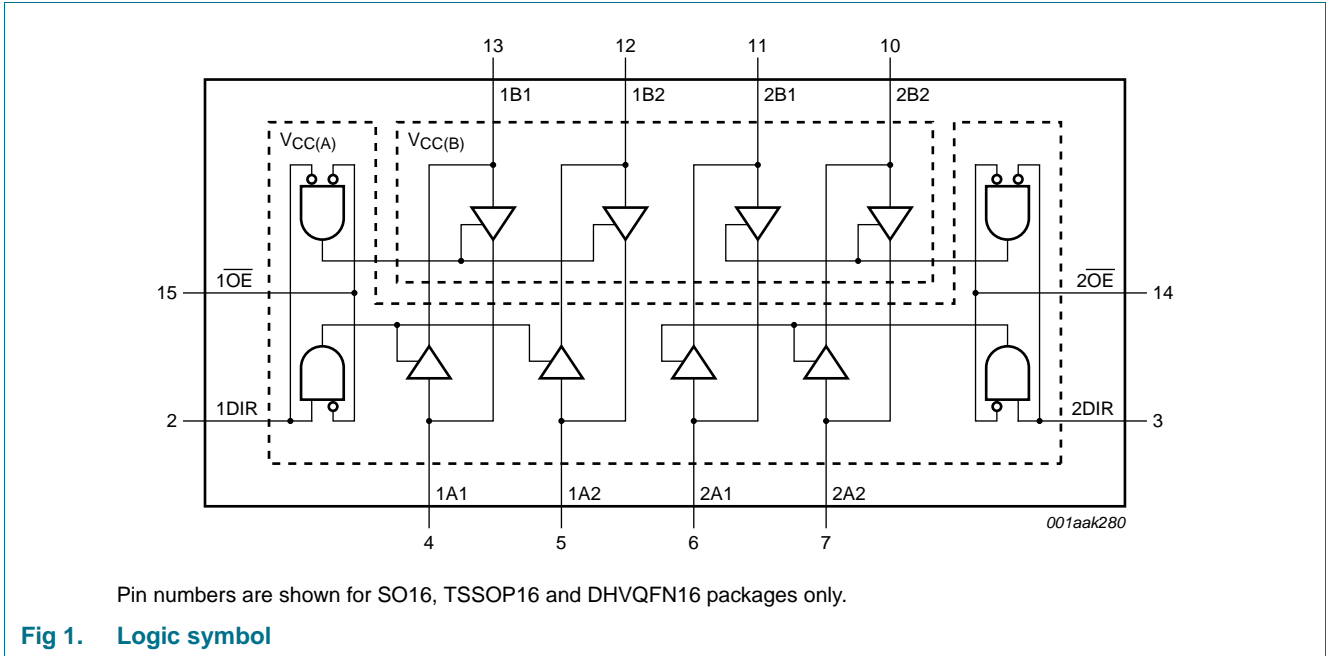 13 12 11 10
1B1 1B2 2B1 2B2
VCC(A) VCC(B)
15 1OE 2OE 14
2 1DIR 2DIR 3
1A1 1A2 2A1 2A2
001aak280
4 5 6 7
Pin numbers are shown for SO16, TSSOP16 and DHVQFN16 packages only.
Fig 1. Logic symbol